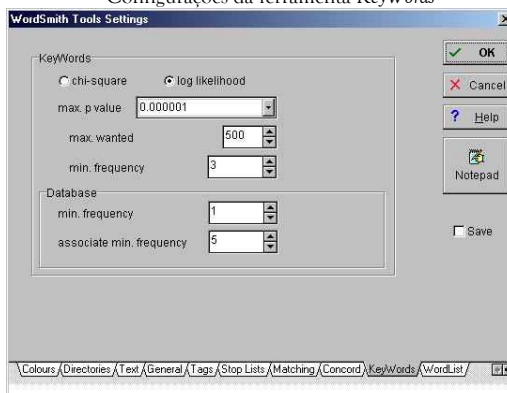 Configurações da ferramenta KeyWords
WordSmith Tools Settings
KeyWords
chi-square
log likelihood
max. p value
0.000001
max. wanted
500
min. frequency
3
Database
min. frequency
1
associate min. frequency
5
OK
Cancel
? Help
Notepad
Save
Colours Directories Text General Tags Stop Lists Matching Concord KeyWords WordList